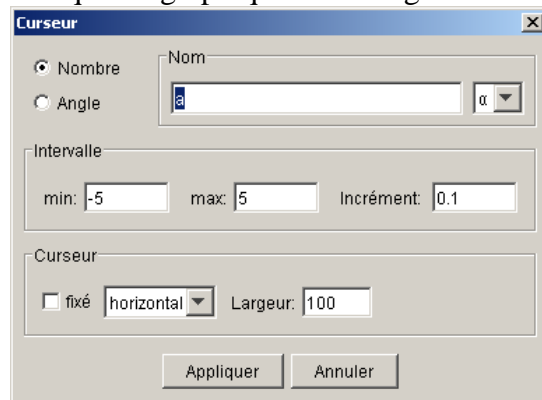 Curseur
Nombre
Angle
Nom
a
α
Intervalle
min: -5 max: 5 Incrément: 0.1
Curseur
fixé horizontal Largeur: 100
Appliquer Annuler